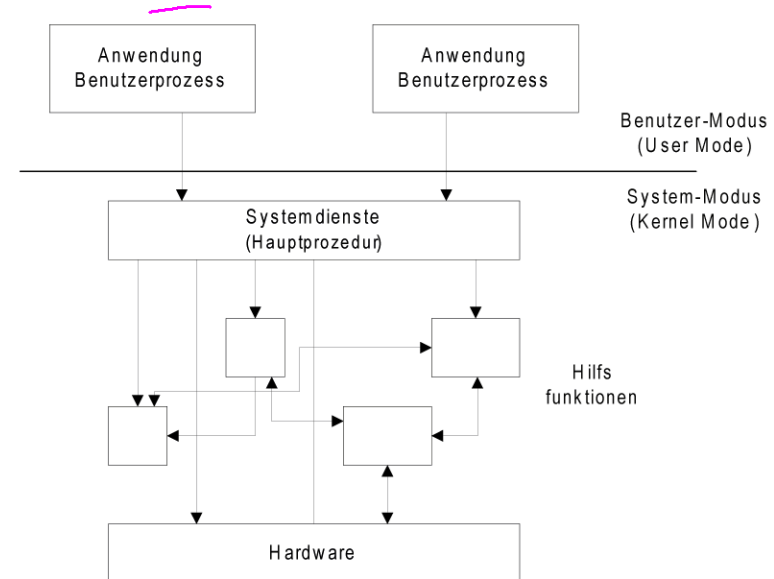 Anwendung
Benutzerprozess
Anwendung
Benutzerprozess
Benutzer-Modus
(User Mode)
System-Modus
(Kernel Mode)
Systemdienste
(Hauptprozedur)
Hilfs
funktionen
Hardware